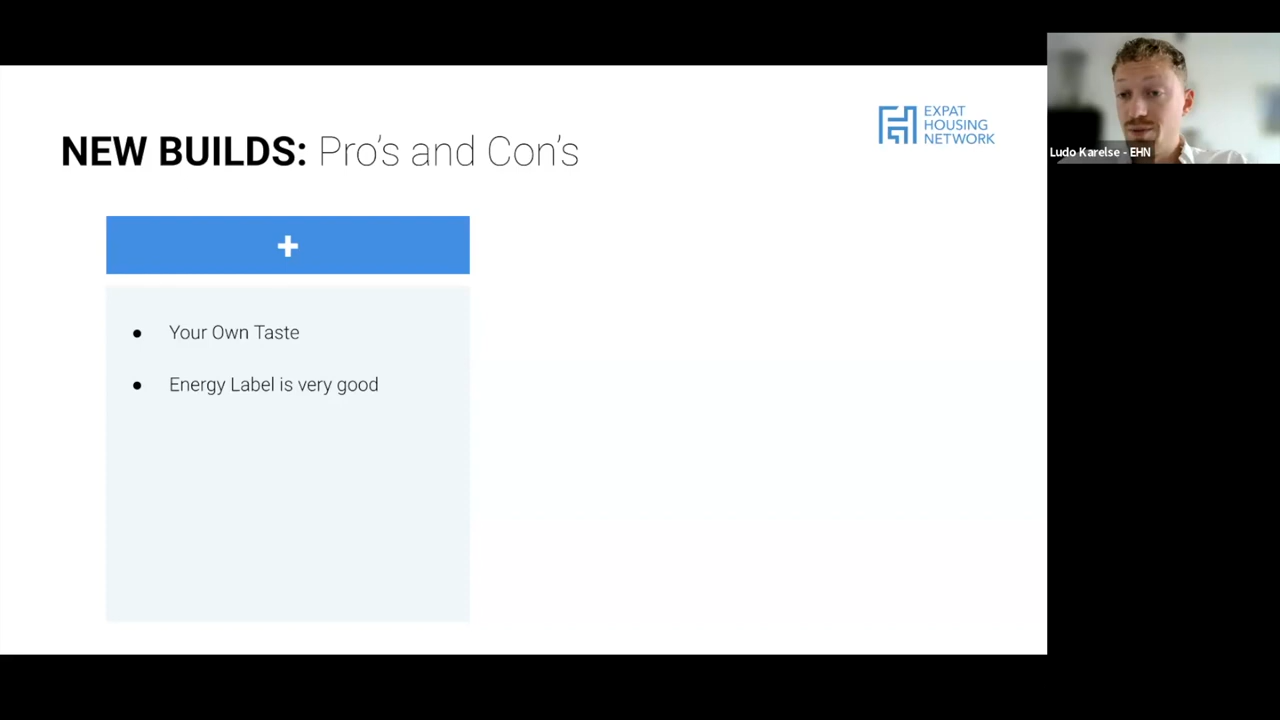 NEW BUILDS: Pro's and Con's
EXPAT
HOUSING
NETWORK
Ludo Karelse - EHN
+
● Your Own Taste
● Energy Label is very good